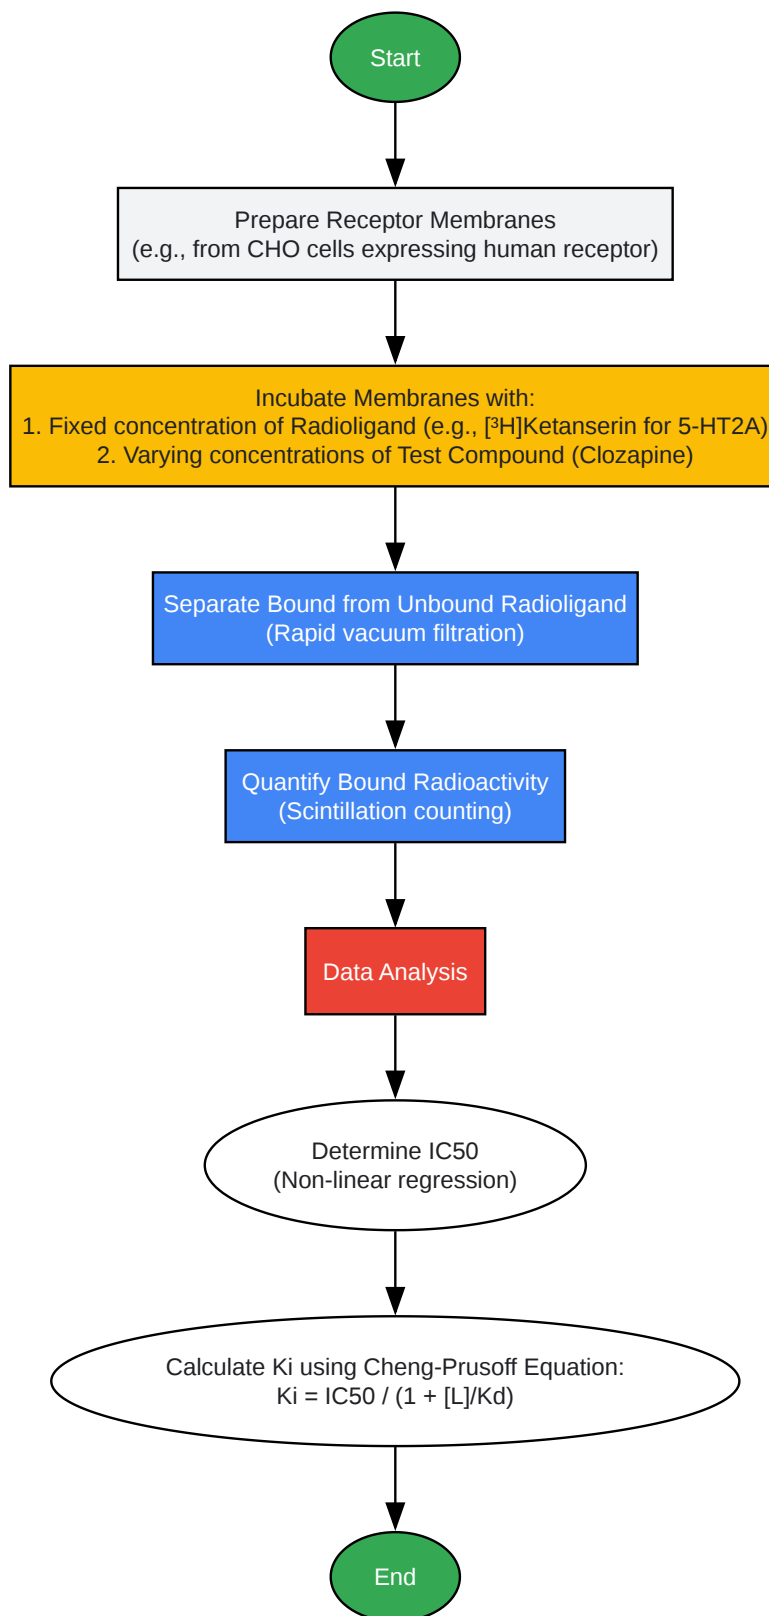 Start
Prepare Receptor Membranes
(e.g., from CHO cells expressing human receptor)
Incubate Membranes with:
1. Fixed concentration of Radioligand (e.g., [³H]Ketanserin for 5-HT2A)
2. Varying concentrations of Test Compound (Clozapine)
Separate Bound from Unbound Radioligand
(Rapid vacuum filtration)
Quantify Bound Radioactivity
(Scintillation counting)
Data Analysis
Determine IC50
(Non-linear regression)
Calculate Ki using Cheng-Prusoff Equation:
Ki = IC50 / (1 + [L]/Kd)
End